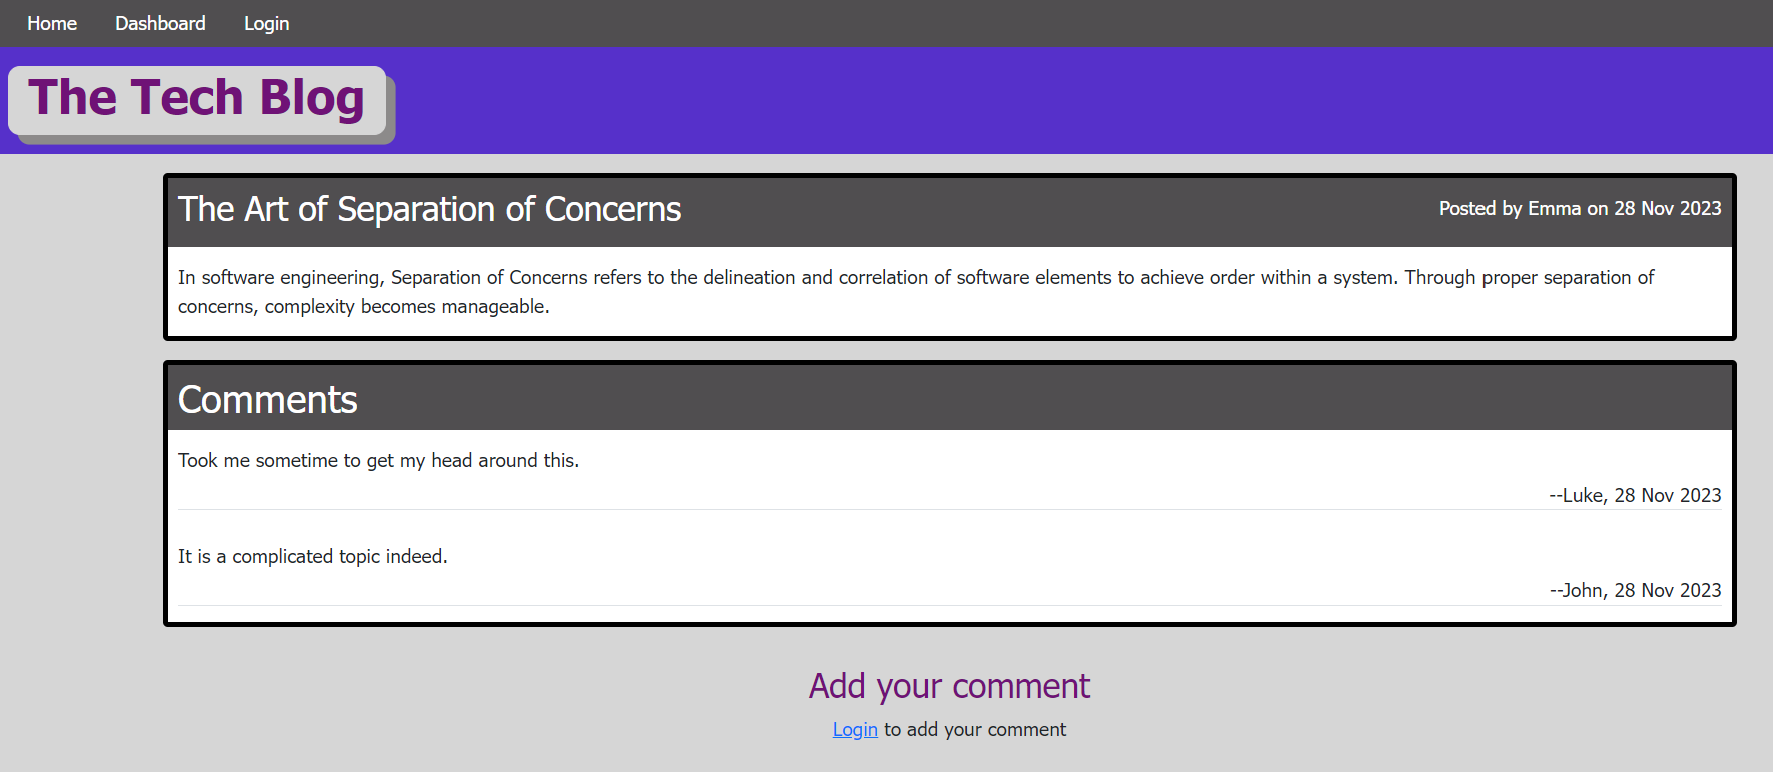 Home Dashboard Login
The Tech Blog
The Art of Separation of Concerns
Posted by Emma on 28 Nov 2023
In software engineering, Separation of Concerns refers to the delineation and correlation of software elements to achieve order within a system. Through proper separation of
concerns, complexity becomes manageable.
Comments
Took me sometime to get my head around this.
--Luke, 28 Nov 2023
It is a complicated topic indeed.
--John, 28 Nov 2023
Add your comment
Login to add your comment